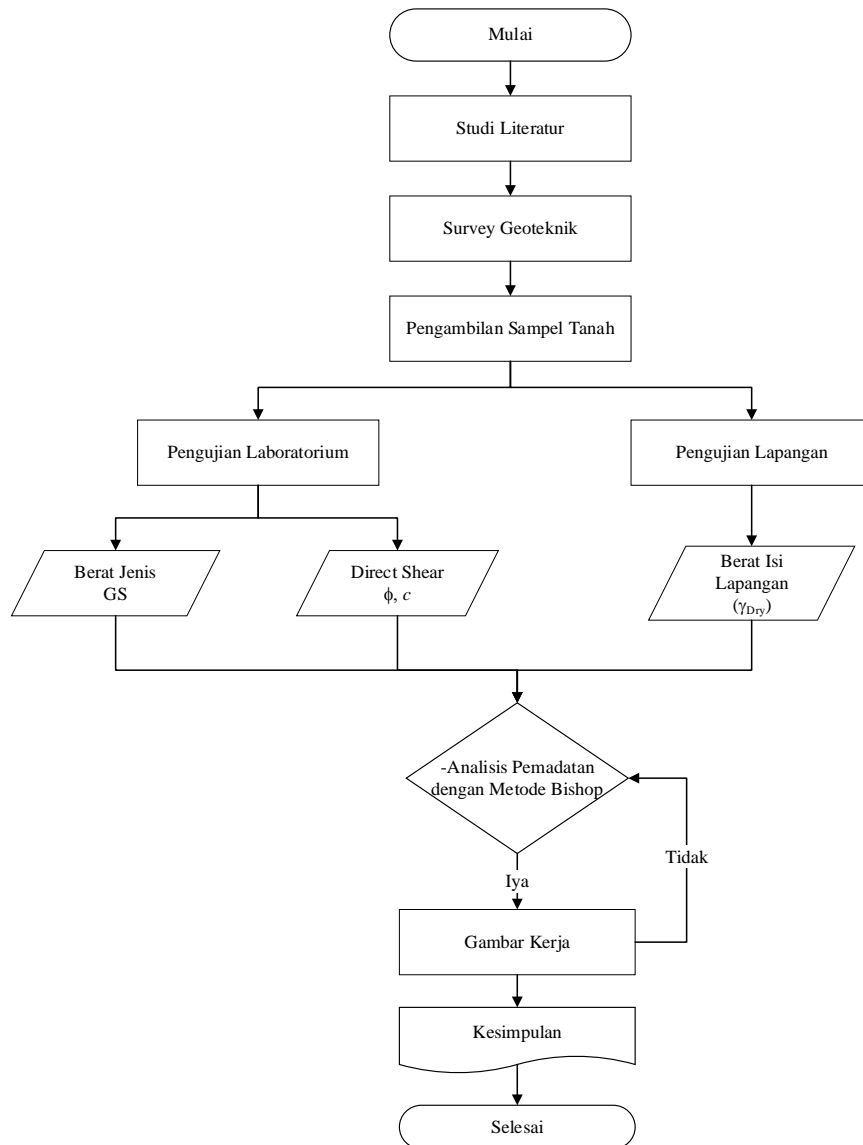 Mulai
Studi Literatur
Survey Geoteknik
Pengambilan Sampel Tanah
Pengujian Laboratorium
Pengujian Lapangan
Berat Jenis
GS
Direct Shear
ϕ, c
Berat Isi
Lapangan
(γDry)
-Analisis Pemadatan
dengan Metode Bishop
Tidak
Iya
Gambar Kerja
Kesimpulan
Selesai